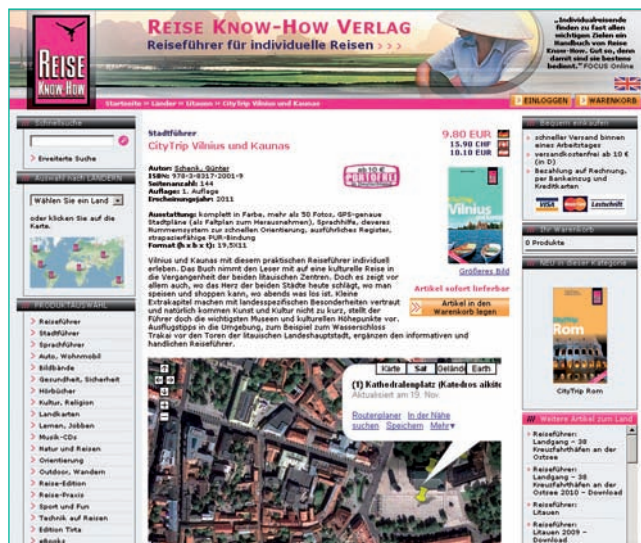 REISE KNOW-HOW VERLAG
Reiseführer für individuelle Reisen > > >
„Individualreisende
finden zu fast allen
wichtigen Zielen ein
Handbuch von Reise
Know-How. Gut so, denn
damit sind sie bestens
bedient." FOCUS Online
REISE
KNOW-HOW
Startseite » Länder » Litauen » CityTrip Vilnius und Kaunas
EINLOGGEN
WARENKORB
Schnellsuche
Erweiterte Suche
Auswahl nach LÄNDERN
Wählen Sie ein Land
oder klicken Sie auf die
Karte.
PRODUKTAUSWAHL
Reiseführer
Stadtführer
Sprachführer
Auto, Wohnmobil
Bildbände
Gesundheit, Sicherheit
Hörbücher
Kultur, Religion
Landkarten
Lernen, Jobben
Musik-CDs
Natur und Reisen
Orientierung
Outdoor, Wandern
Reise-Edition
Reise-Praxis
Sport und Fun
Technik auf Reisen
Edition Tirta
eBooks
Stadtführer
CityTrip Vilnius und Kaunas
9.80 EUR
15.90 CHF
10.10 EUR
Autor: Schenk, Günter
ISBN: 978-3-8317-2001-9
Seitenanzahl: 144
Auflage: 1. Auflage
Erscheinungsjahr 2011
ab 10 €
PORTOFREI
Ausstattung: komplett in Farbe, mehr als 50 Fotos, GPS-genaue
Stadtpläne (als Faltplan zum Herausnehmen), Sprachhilfe, cleveres
Nummernsystem zur schnellen Orientierung, ausführliches Register,
strapazierfähige PUR-Bindung
Format (h x b x t): 19,5X11
Vilnius und Kaunas mit diesem praktischen Reiseführer individuell
erleben. Das Buch nimmt den Leser mit auf eine kulturelle Reise in
die Vergangenheit der beiden litauischen Zentren. Doch es zeigt vor
allem auch, wo das Herz der beiden Städte heute schlägt, wo man
speisen und shoppen kann, wo abends was los ist. Kleine
Extrakapitel machen mit landesspezifischen Besonderheiten vertraut
und natürlich kommen Kunst und Kultur nicht zu kurz, stellt der
Führer doch die wichtigsten Museen und kulturellen Höhepunkte vor.
Ausflugstipps in die Umgebung, zum Beispiel zum Wasserschloss
Trakai vor den Toren der litauischen Landeshauptstadt, ergänzen den informativen und
handlichen Reiseführer.
Vilnius
Größeres Bild
Artikel sofort lieferbar
Artikel in den
Warenkorb legen
Karte Sat Geländ Earth
(1) Kathedralenplatz (Katedros aikšte
Aktualisiert am 19. Nov.
Routenplaner In der Nähe
suchen Speichern Mehr▼
Bequem einkaufen
schneller Versand binnen
eines Arbeitstages
versandkostenfrei ab 10 €
(in D)
Bezahlung auf Rechnung,
per Bankeinzug und
Kreditkarten
VISA
Lastschrift
Ihr Warenkorb
0 Produkte
NEU in dieser Kategorie
Rom
CityTrip Rom
Weitere Artikel zum Land
Reiseführer:
Landgang – 38
Kreuzfahrthäfen an der
Ostsee
Reiseführer:
Landgang – 38
Kreuzfahrthäfen an der
Ostsee 2010 – Download
Reiseführer:
Litauen
Reiseführer:
Litauen 2009 –
Download